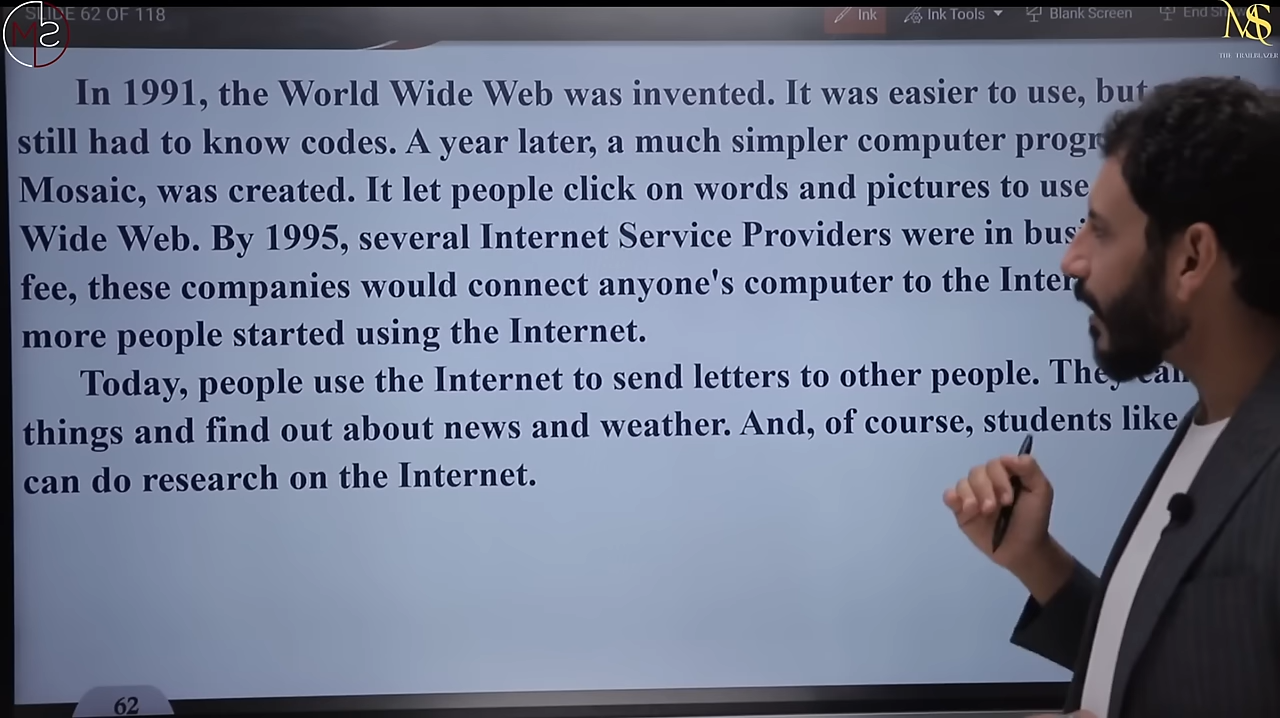 SLIDE 62 OF 118
Ink
Ink Tools
Blank Screen
End
MS
MS
THE TRAILBLAZER
In 1991, the World Wide Web was invented. It was easier to use, but
still had to know codes. A year later, a much simpler computer
Mosaic, was created. It let people click on words and pictures to use
Wide Web. By 1995, several Internet Service Providers were in
fee, these companies would connect anyone's computer to the
more people started using the Internet.
Today, people use the Internet to send letters to other people. They can
things and find out about news and weather. And, of course, students like
can do research on the Internet.
62